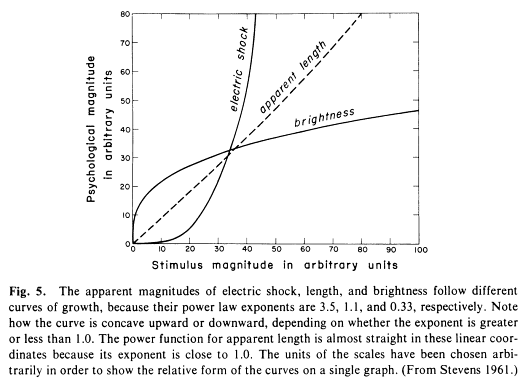 80
70
60
50
40
30
20
10
0
Psychological magnitude
in arbitrary units
electric shock
apparent length
brightness
0 10 20 30 40 50 60 70 80 90 100
Stimulus magnitude in arbitrary units
Fig. 5. The apparent magnitudes of electric shock, length, and brightness follow different
curves of growth, because their power law exponents are 3.5, 1.1, and 0.33, respectively. Note
how the curve is concave upward or downward, depending on whether the exponent is greater
or less than 1.0. The power function for apparent length is almost straight in these linear coor-
dinates because its exponent is close to 1.0. The units of the scales have been chosen arbi-
trarily in order to show the relative form of the curves on a single graph. (From Stevens 1961.)